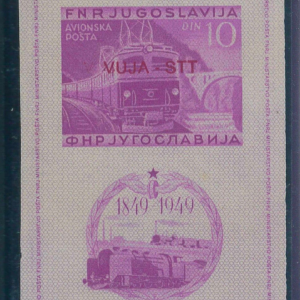 FNR JUGOSLAVIJA
AVIONSKA
POŠTA
DIN 10
VUJA - STT
ФНР ЈУГОСЛАВИЈА
1849-1949